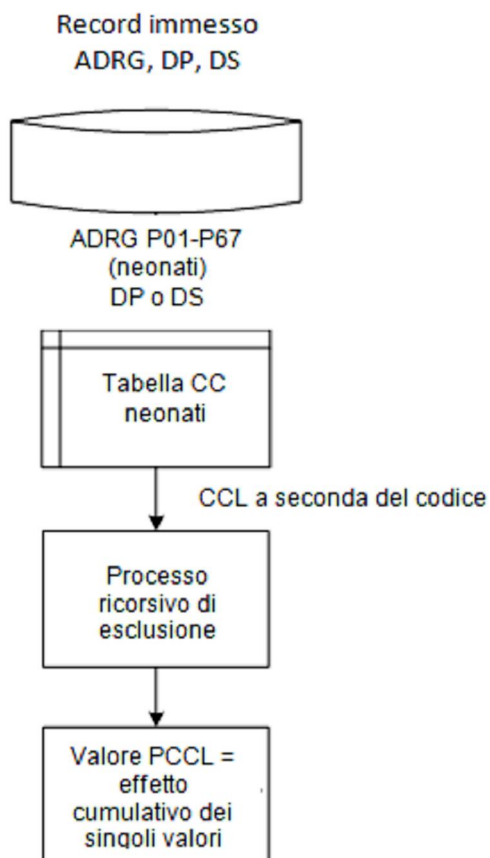 Record immesso
ADRG, DP, DS
ADRG P01-P67
(neonati)
DP o DS
Tabella CC
neonati
CCL a seconda del codice
Processo
ricorsivo di
esclusione
Valore PCCL =
effetto
cumulativo dei
singoli valori